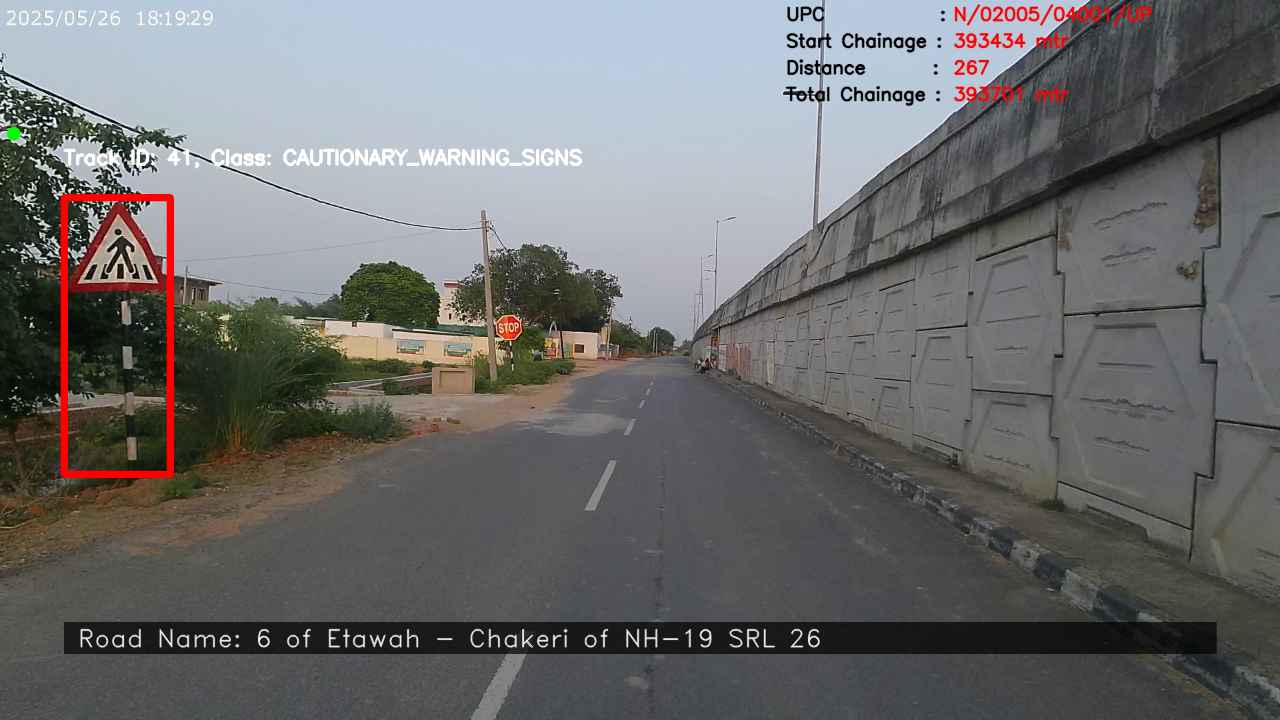 2025/05/26 18:19:29
UPC : N/02005/04001/UP
Start Chainage : 393434 mtr
Distance : 267
Total Chainage : 393701 mtr
Track ID: 41, Class: CAUTIONARY_WARNING_SIGNS
STOP
Road Name: 6 of Etawah - Chakeri of NH-19 SRL 26